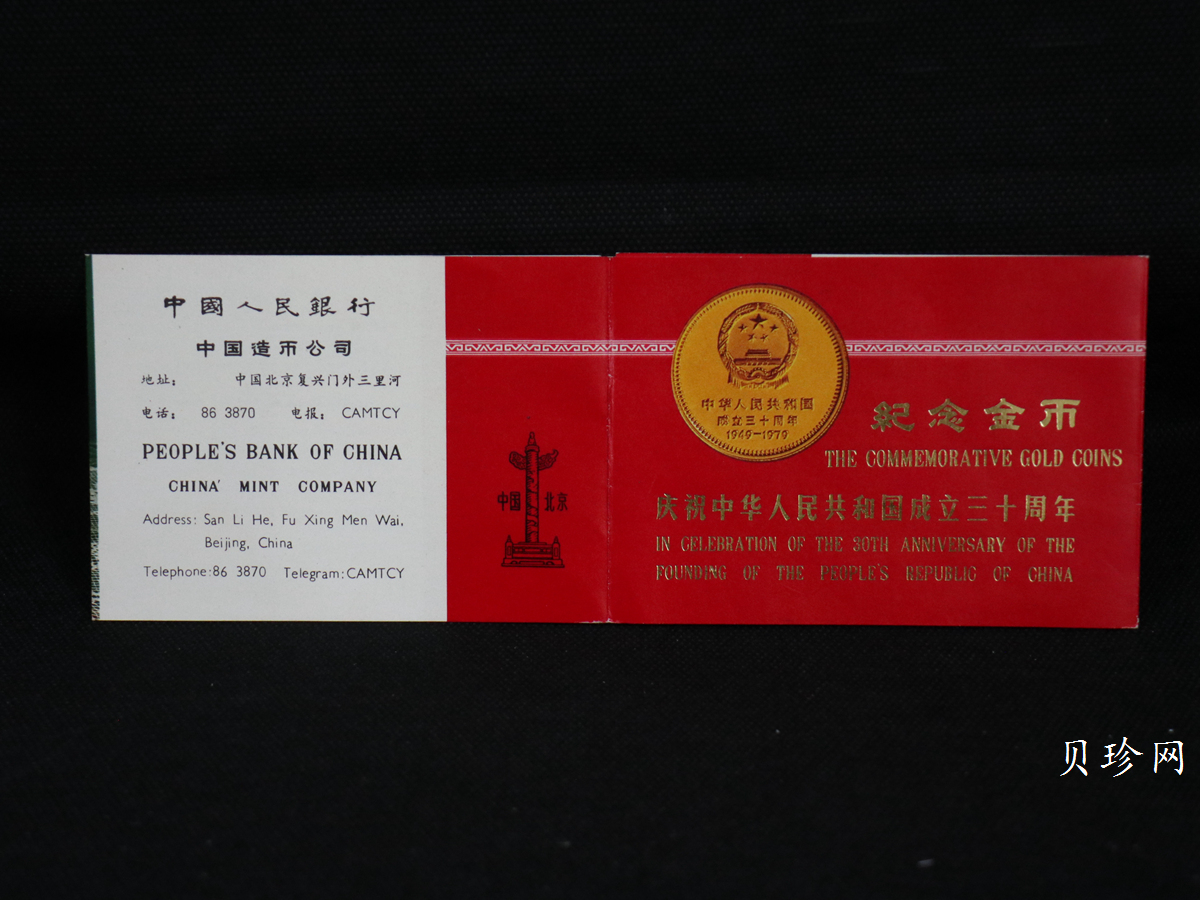 中國人民銀行
中国造币公司
地址： 中国北京复兴门外三里河
电话： 86 3870 电报： CAMTCY
PEOPLE'S BANK OF CHINA
CHINA' MINT COMPANY
Address: San Li He, Fu Xing Men Wai,
Beijing, China
Telephone:86 3870 Telegram:CAMTCY
中国 北京
中华人民共和国
成立三十周年
1949-1979
紀念金币
THE COMMEMORATIVE GOLD COINS
庆祝中华人民共和国成立三十周年
IN CELEBRATION OF THE 30TH ANNIVERSARY OF THE
FOUNDING OF THE PEOPLE'S REPUBLIC OF CHINA
贝珍网